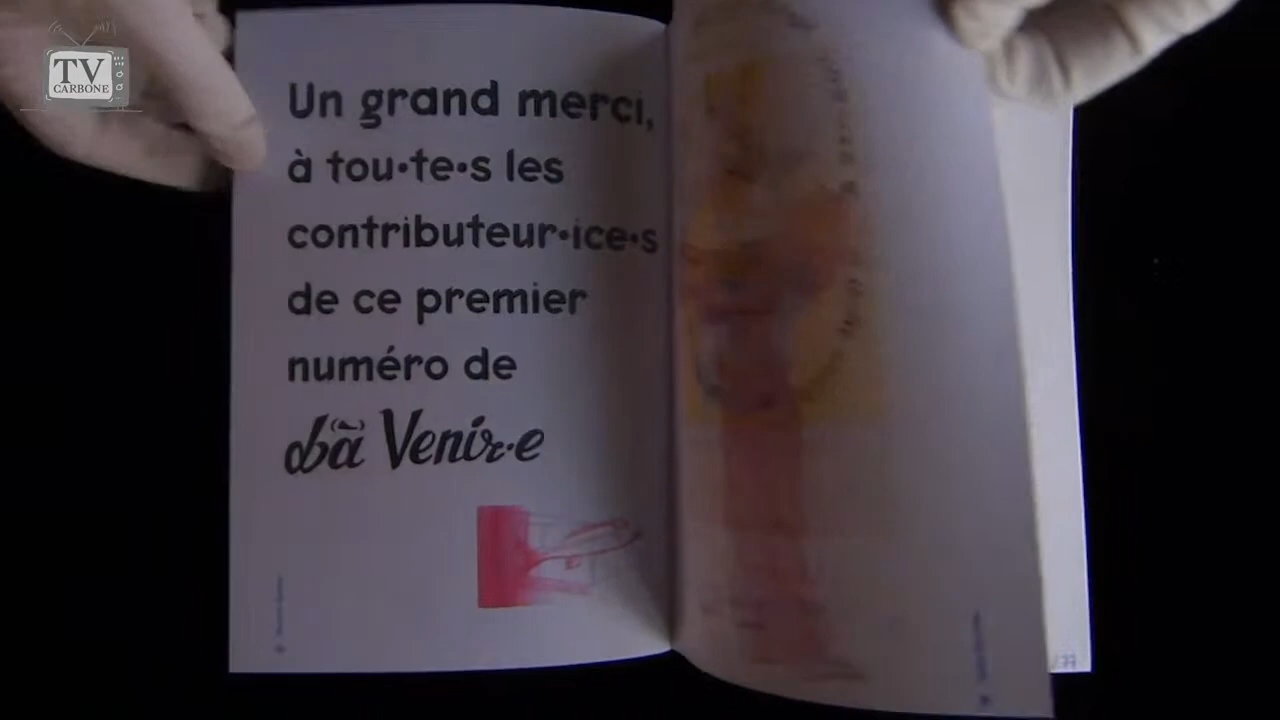 TV
CARBONE
Un grand merci,
à tou•te•s les
contributeur•ice•s
de ce premier
numéro de
Venir•e